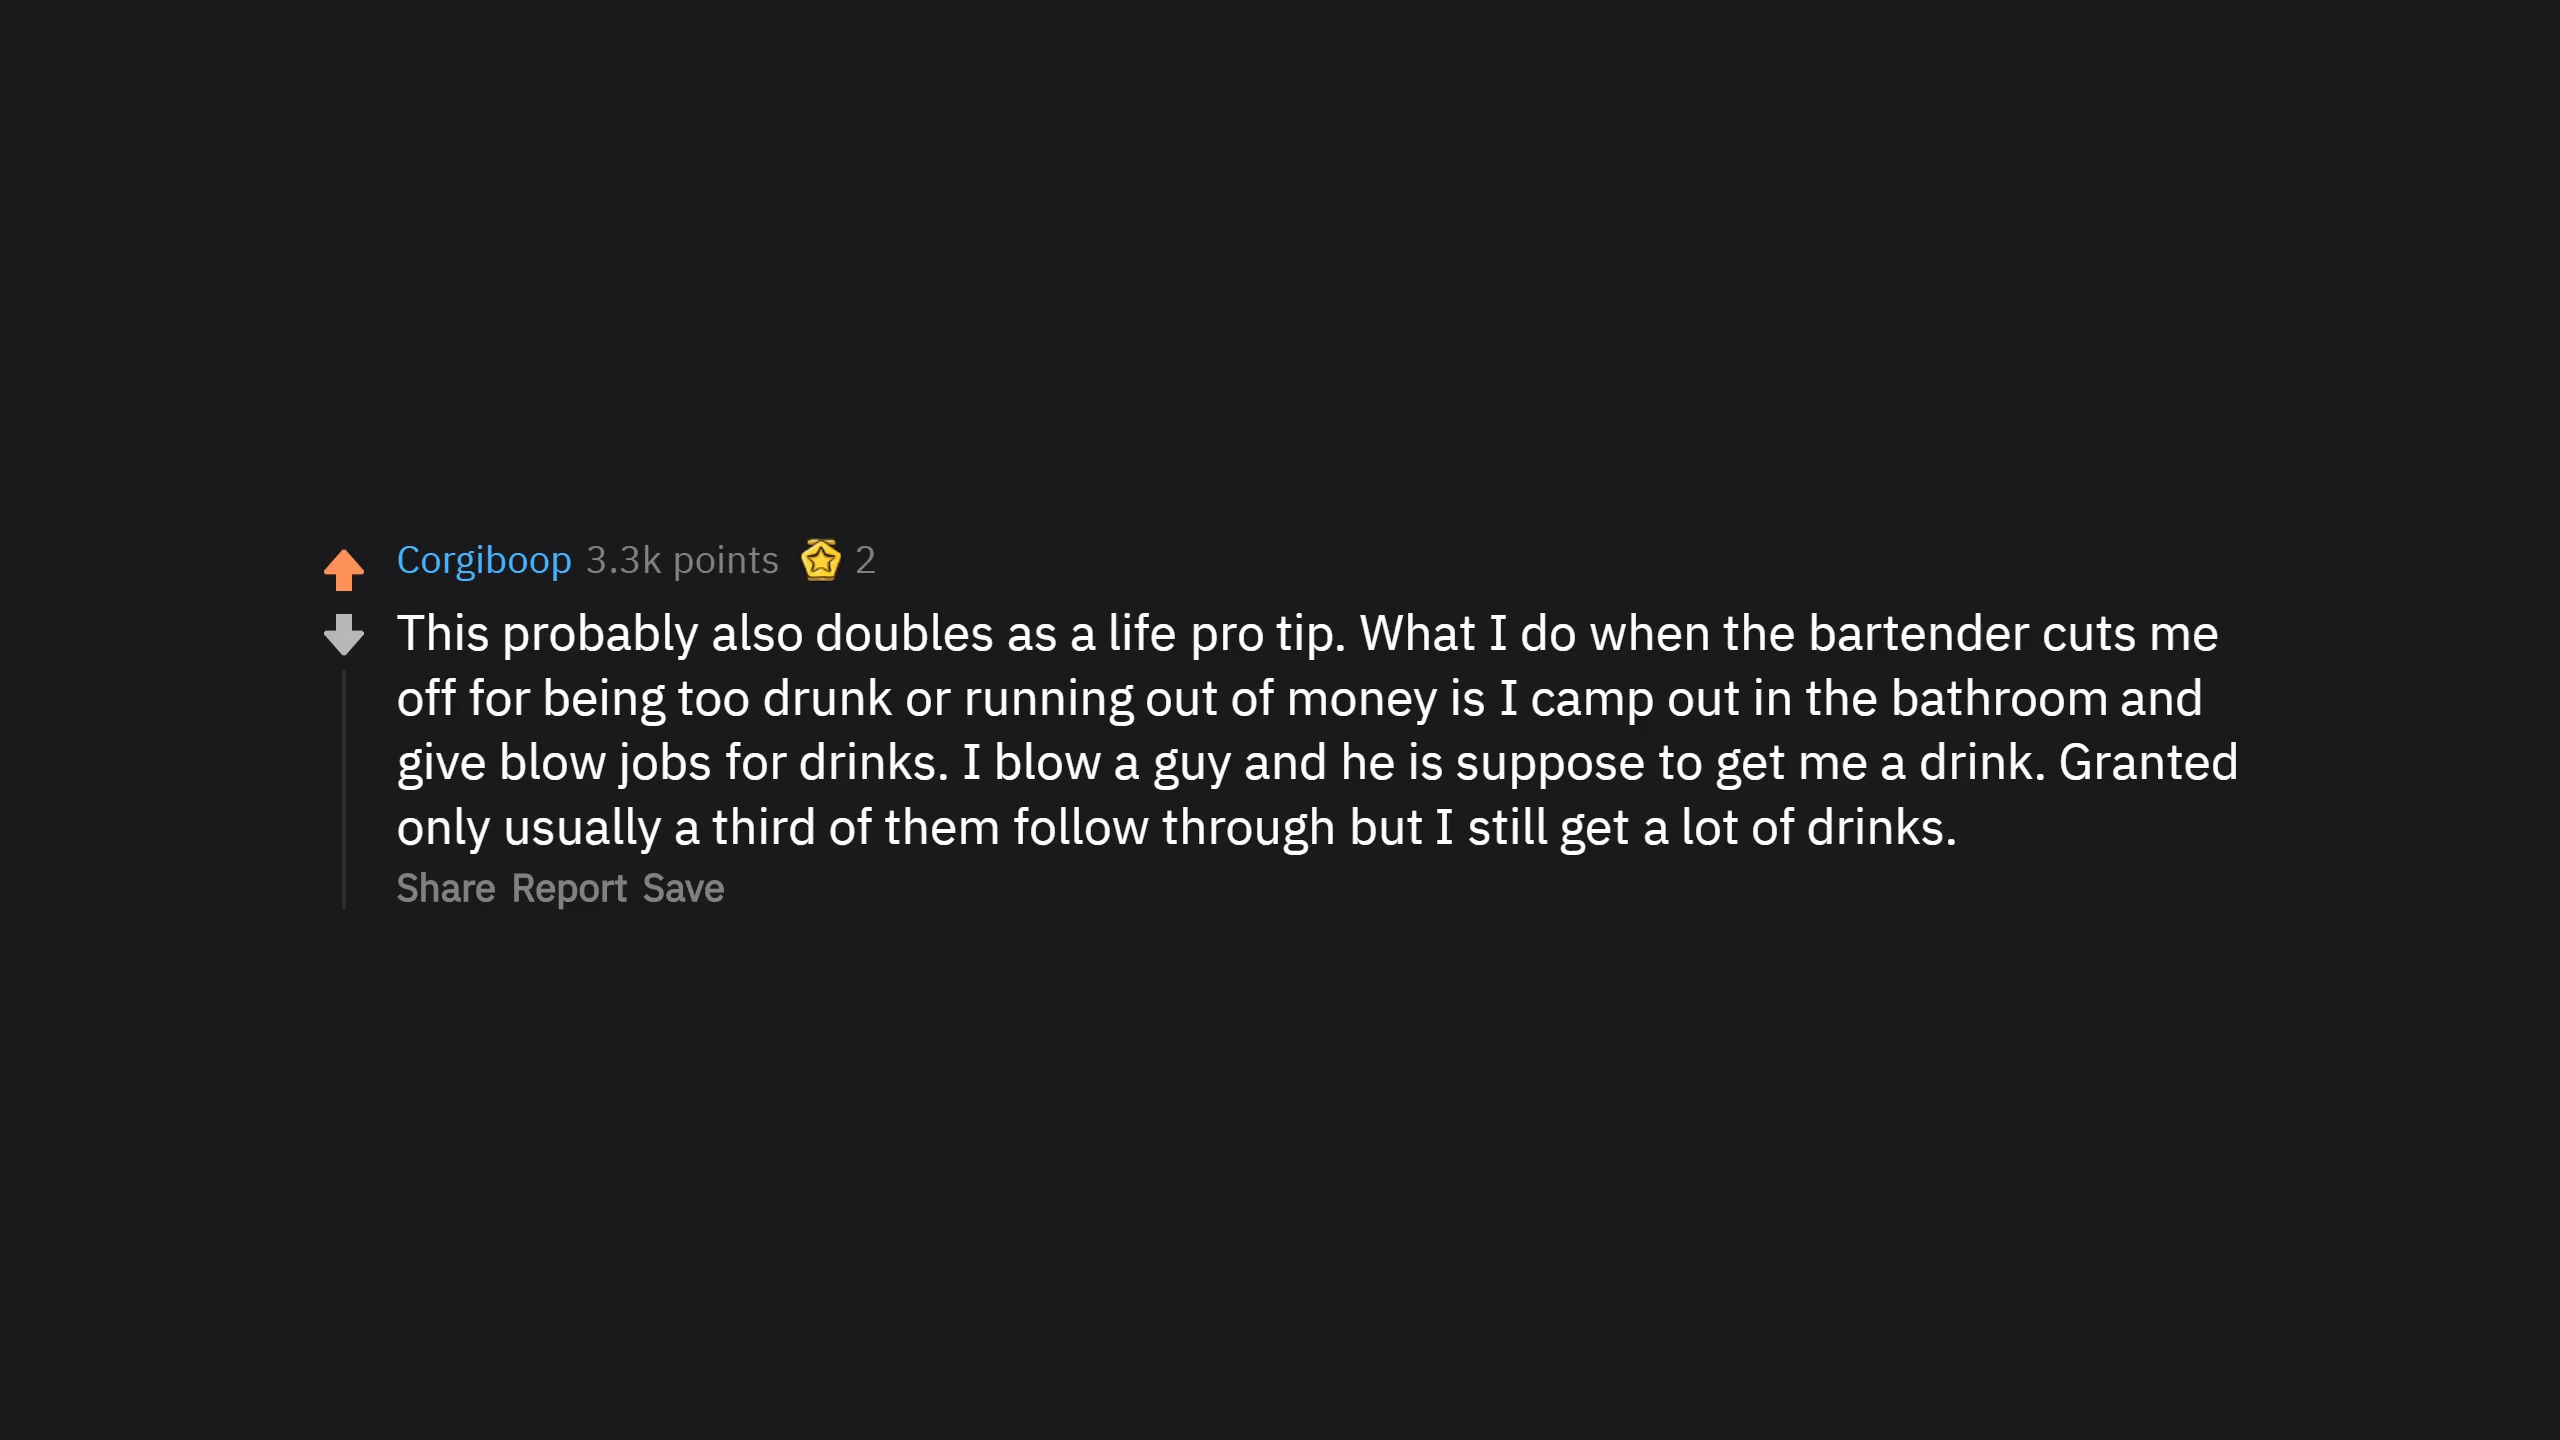 Corgiboop 3.3k points 2
This probably also doubles as a life pro tip. What I do when the bartender cuts me
off for being too drunk or running out of money is I camp out in the bathroom and
give blow jobs for drinks. I blow a guy and he is suppose to get me a drink. Granted
only usually a third of them follow through but I still get a lot of drinks.
Share Report Save